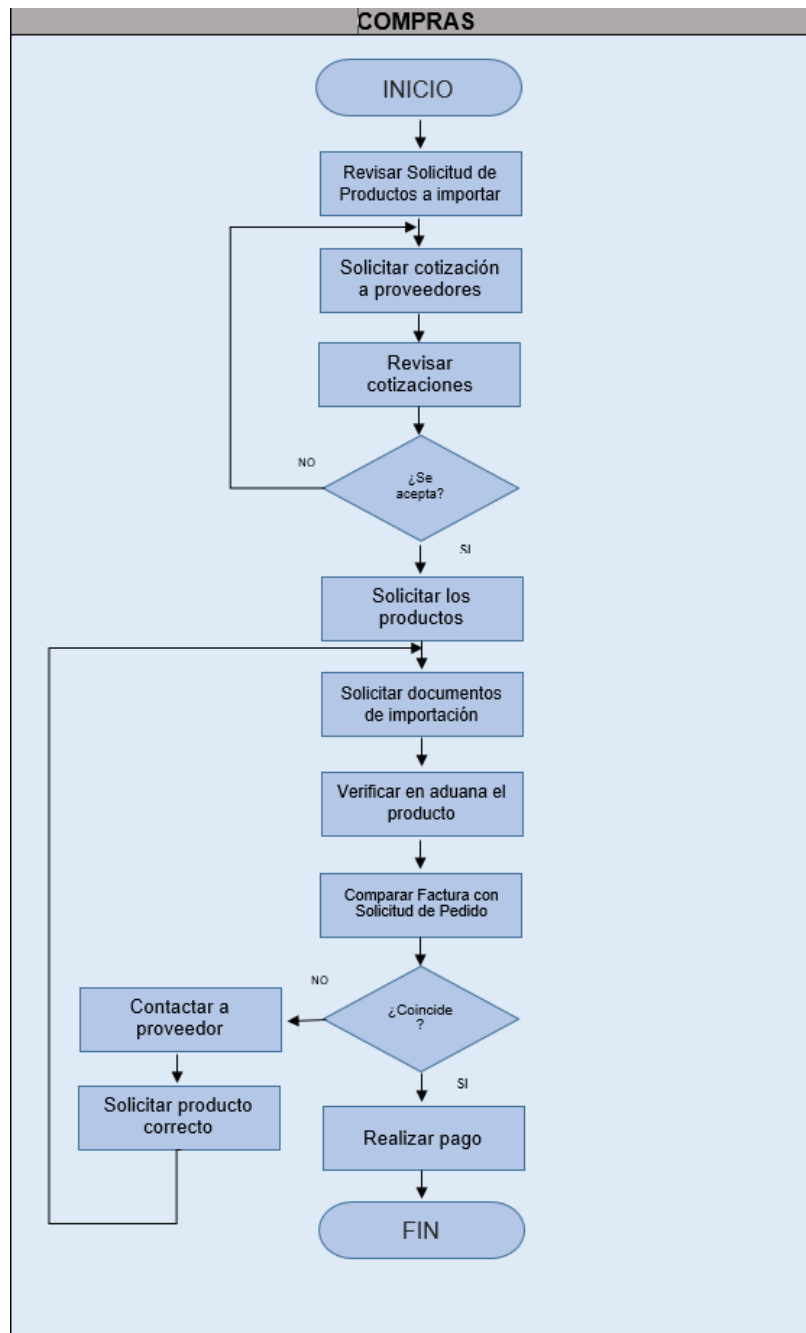 COMPRAS
INICIO
Revisar Solicitud de
Productos a importar
Solicitar cotización
a proveedores
Revisar
cotizaciones
NO
¿Se
acepta?
SI
Solicitar los
productos
Solicitar documentos
de importación
Verificar en aduana el
producto
Comparar Factura con
Solicitud de Pedido
NO
¿Coincide
?
Contactar a
proveedor
SI
Solicitar producto
correcto
Realizar pago
FIN